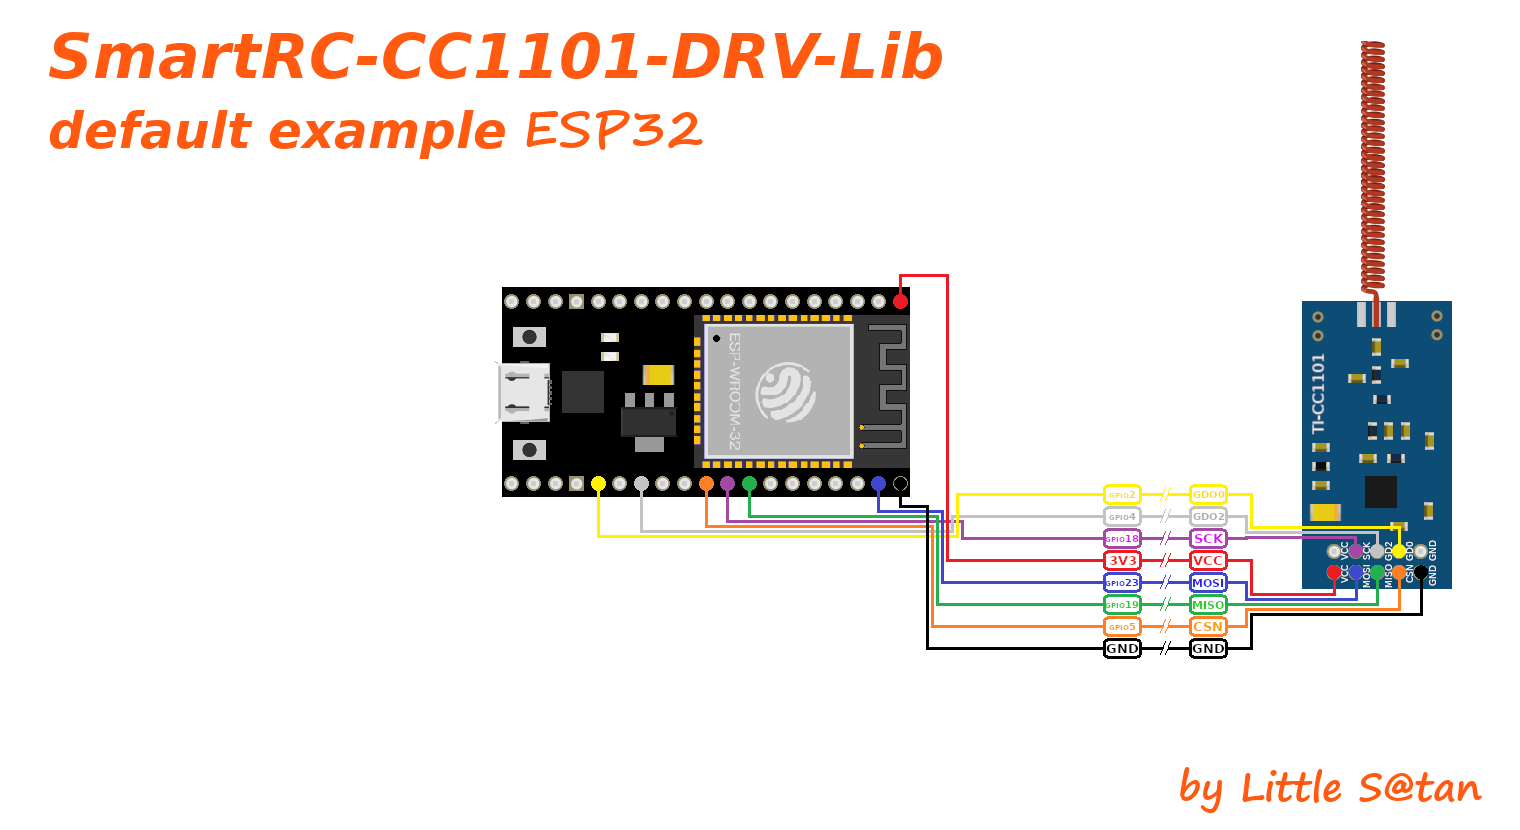 SmartRC-CC1101-DRV-Lib
default example ESP32
ESP-WROOM-32
TI-CC1101
GPIO2 GDO0
GPIO4 GDO2
GPIO18 SCK
3V3 VCC
GPIO23 MOSI
GPIO19 MISO
GPIO5 CSN
GND GND
VCC SCK GD2 GD0 GND
VCC MOSI MISO CSN GND
by Little S@tan